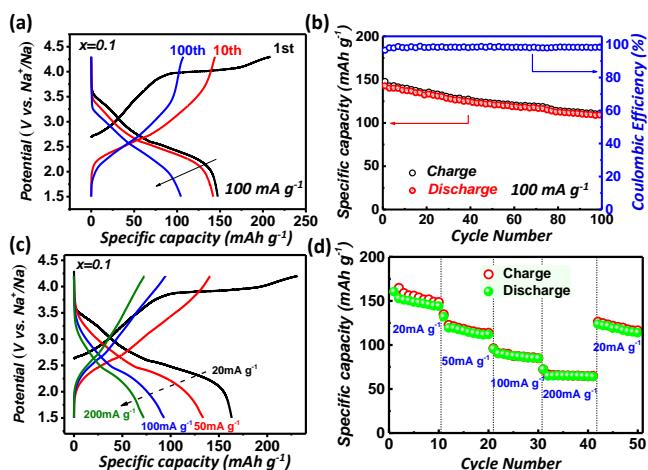 (a)
x=0.1
100th
10th
1st
100 mA g⁻¹
4.5
4.0
3.5
3.0
2.5
2.0
1.5
Potential (V vs. Na⁺/Na)
0
50
100
150
200
250
Specific capacity (mAh g⁻¹)
(b)
200
150
100
50
0
Specific capacity (mAh g⁻¹)
Charge
Discharge
100 mA g⁻¹
100
80
60
40
20
0
Coulombic Efficiency (%)
0
20
40
60
80
100
Cycle Number
(c)
x=0.1
20mA g⁻¹
200mA g⁻¹
100mA g⁻¹
50mA g⁻¹
4.5
4.0
3.5
3.0
2.5
2.0
1.5
Potential (V vs. Na⁺/Na)
0
50
100
150
200
Specific capacity (mAh g⁻¹)
(d)
Charge
Discharge
20mA g⁻¹
50mA g⁻¹
100mA g⁻¹
200mA g⁻¹
20mA g⁻¹
200
150
100
50
0
Specific capacity (mAh g⁻¹)
0
10
20
30
40
50
Cycle Number